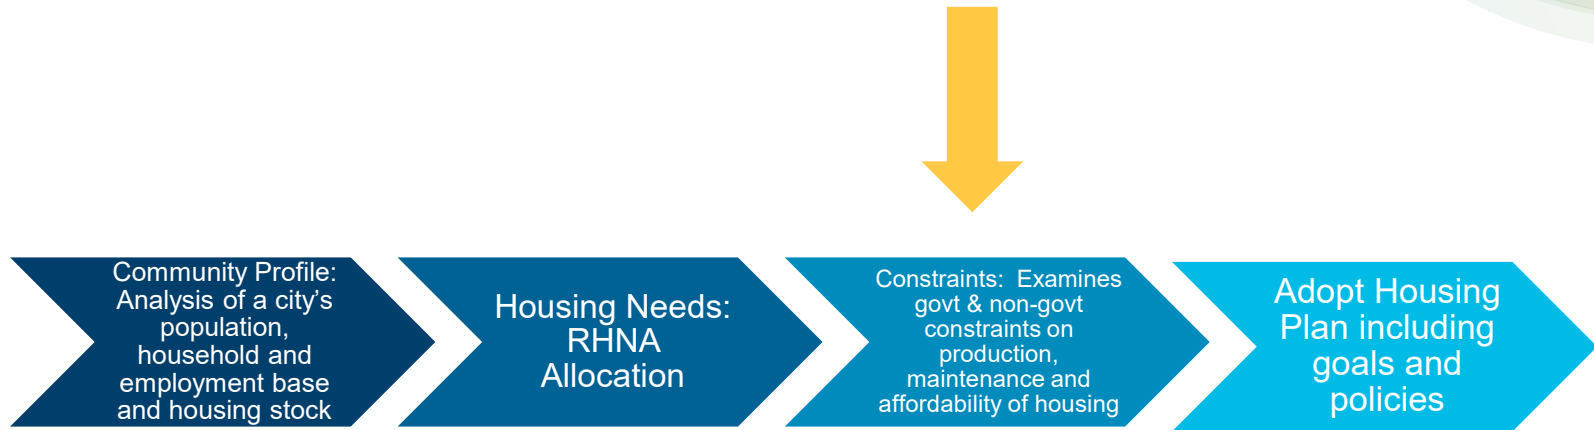 Community Profile:
Analysis of a city’s
population,
household and
employment base
and housing stock
Housing Needs:
RHNA
Allocation
Constraints: Examines
govt & non-govt
constraints on
production,
maintenance and
affordability of housing
Adopt Housing
Plan including
goals and
policies